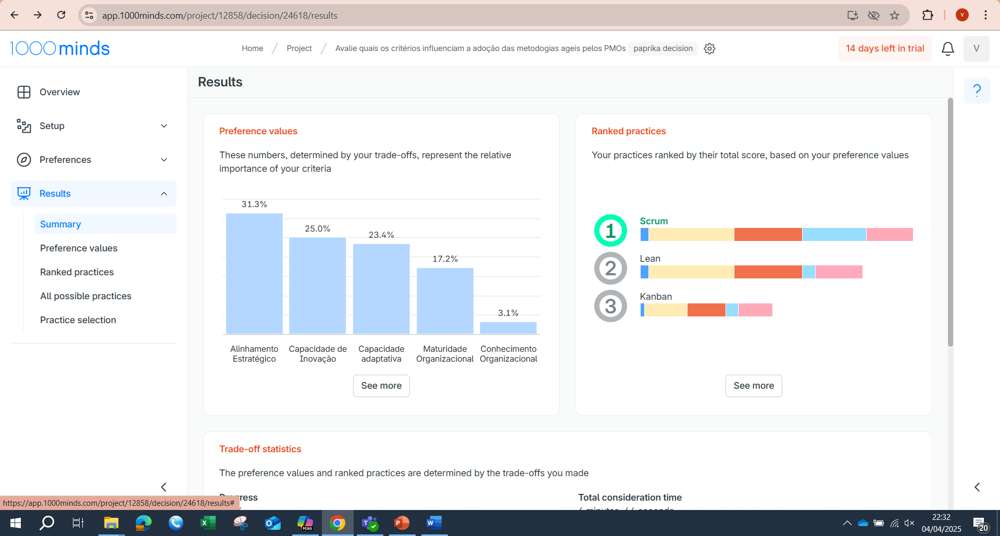 app.1000minds.com/project/12858/decision/24618/results
V
1000minds
Home / Project / Avalie quais os critérios influenciam a adoção das metodogias ageis pelos PMOs paprika decision
14 days left in trial
V
Overview
Setup
Preferences
Results
Summary
Preference values
Ranked practices
All possible practices
Practice selection
Results
?
Preference values
These numbers, determined by your trade-offs, represent the relative
importance of your criteria
31.3%
25.0%
23.4%
17.2%
3.1%
Alinhamento
Estratégico
Capacidade de
Inovação
Capacidade
adaptativa
Maturidade
Organizacional
Conhecimento
Organizacional
See more
Ranked practices
Your practices ranked by their total score, based on your preference values
1
Scrum
2
Lean
3
Kanban
See more
Trade-off statistics
The preference values and ranked practices are determined by the trade-offs you made
Progress
Total consideration time
https://app.1000minds.com/project/12858/decision/24618/results#
M365
22:32
04/04/2025
20